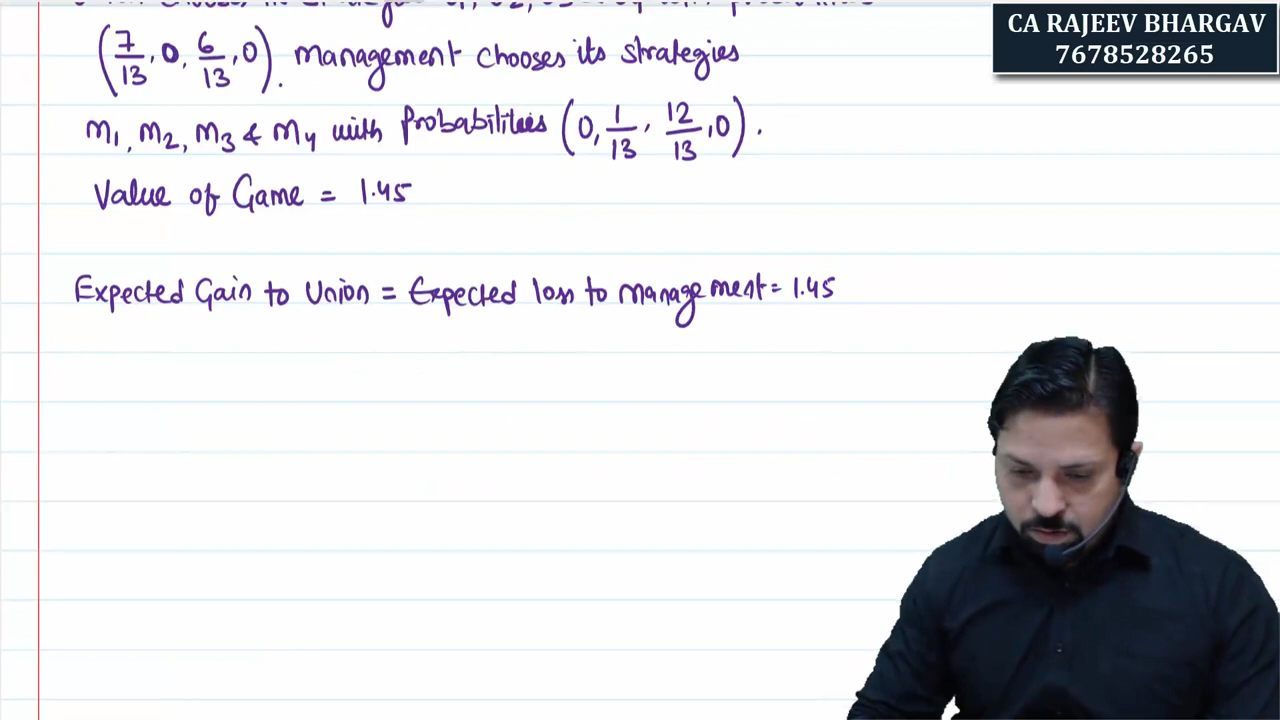 (7/13, 0, 6/13, 0). Management chooses its strategies
m1, m2, m3 & m4 with Probabilities (0, 1/13, 12/13, 0).
Value of Game = 1.45
Expected Gain to Union = Expected loss to management = 1.45
CA RAJEEV BHARGAV
7678528265